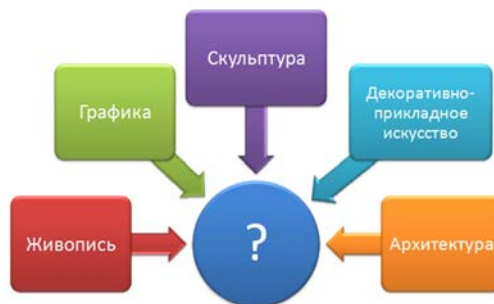 Скульптура
Графика
Декоративно-
прикладное
искусство
Живопись
?
Архитектура